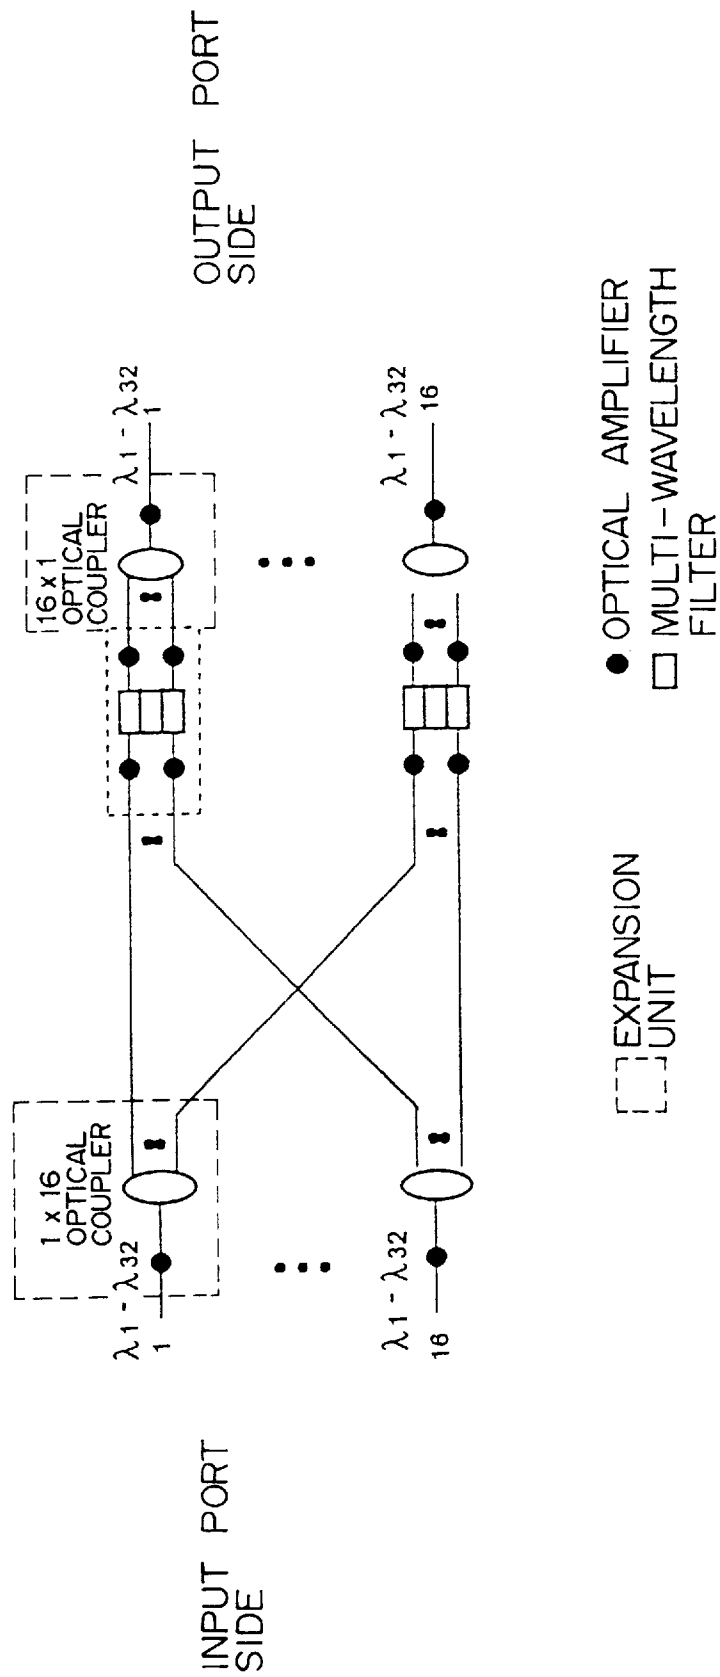 INPUT PORT
SIDE
1 x 16
OPTICAL
COUPLER
λ1 - λ32
1
λ1 - λ32
16
16 x 1
OPTICAL
COUPLER
λ1 - λ32
1
λ1 - λ32
16
OUTPUT PORT
SIDE
EXPANSION
UNIT
OPTICAL AMPLIFIER
MULTI-WAVELENGTH
FILTER